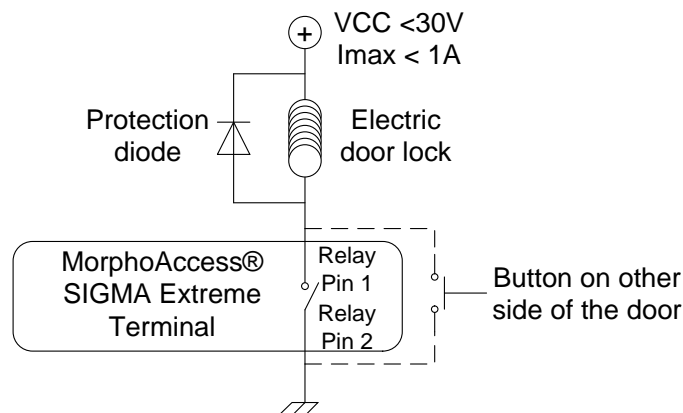 VCC <30V
Imax < 1A
Protection
diode
Electric
door lock
MorphoAccess®
SIGMA Extreme
Terminal
Relay
Pin 1
Relay
Pin 2
Button on other
side of the door